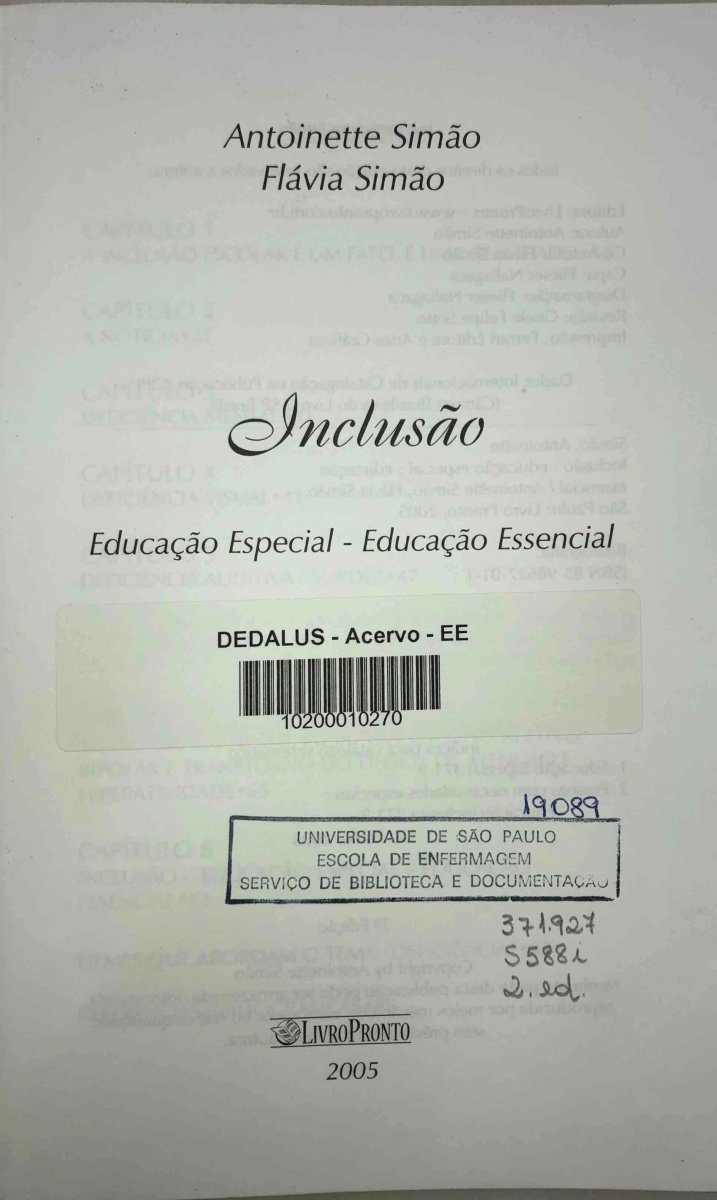 Antoinette Simão
Flávia Simão
Inclusão
Educação Especial - Educação Essencial
DEDALUS - Acervo - EE
10200010270
19089
UNIVERSIDADE DE SÃO PAULO
ESCOLA DE ENFERMAGEM
SERVIÇO DE BIBLIOTECA E DOCUMENTAÇÃO
371.927
S588i
2. ed.
LIVROPRONTO
2005